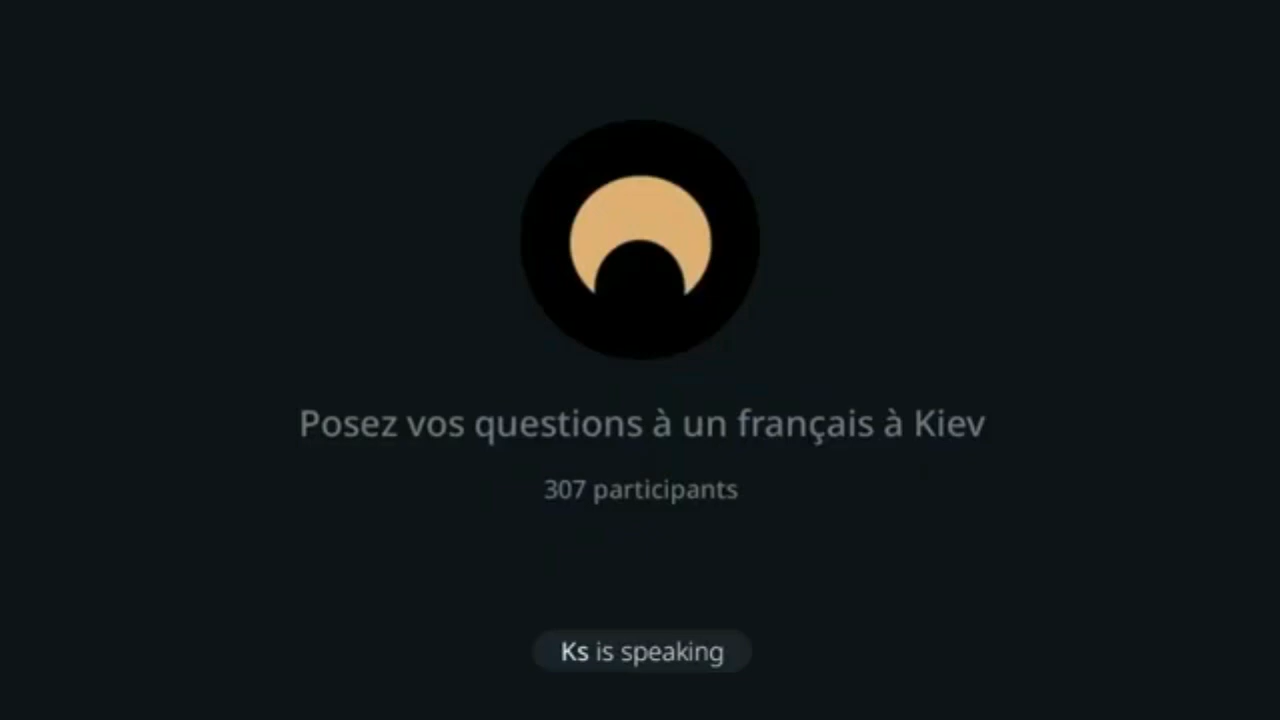 Posez vos questions à un français à Kiev
307 participants
Ks is speaking